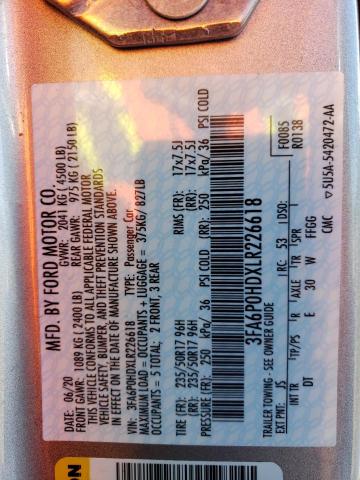 MFD. BY FORD MOTOR CO.
DATE: 06/20 GVWR: 2041 KG ( 4500 LB)
FRONT GAWR: 1089 KG ( 2400 LB) REAR GAWR: 975 KG ( 2150 LB)
THIS VEHICLE CONFORMS TO ALL APPLICABLE FEDERAL MOTOR
VEHICLE SAFETY, BUMPER, AND THEFT PREVENTION STANDARDS
IN EFFECT ON THE DATE OF MANUFACTURE SHOWN ABOVE.
VIN: 3FA6P0HDXLR226618 TYPE: Passenger Car
MAXIMUM LOAD = OCCUPANTS + LUGGAGE = 375KG/ 827LB
OCCUPANTS = 5 TOTAL; 2 FRONT, 3 REAR
TIRE (FR): 235/50R17 96H RIMS (FR): 17x7.5J
(RR): 235/50R17 96H (RR): 17x7.5J
(FR): 250 kPa/ 36 PSI COLD (RR): 250 kPa/ 36 PSI COLD
3FA6P0HDXLR226618
F0085
R0138
TRAILER TOWING - SEE OWNER GUIDE
EXT PNT: JS RC: 53 DSO:
INT TR TP/PS R AXLE TR
DT E 30 W FFGG
CMC ▽5U5A-5420472-AA
ON